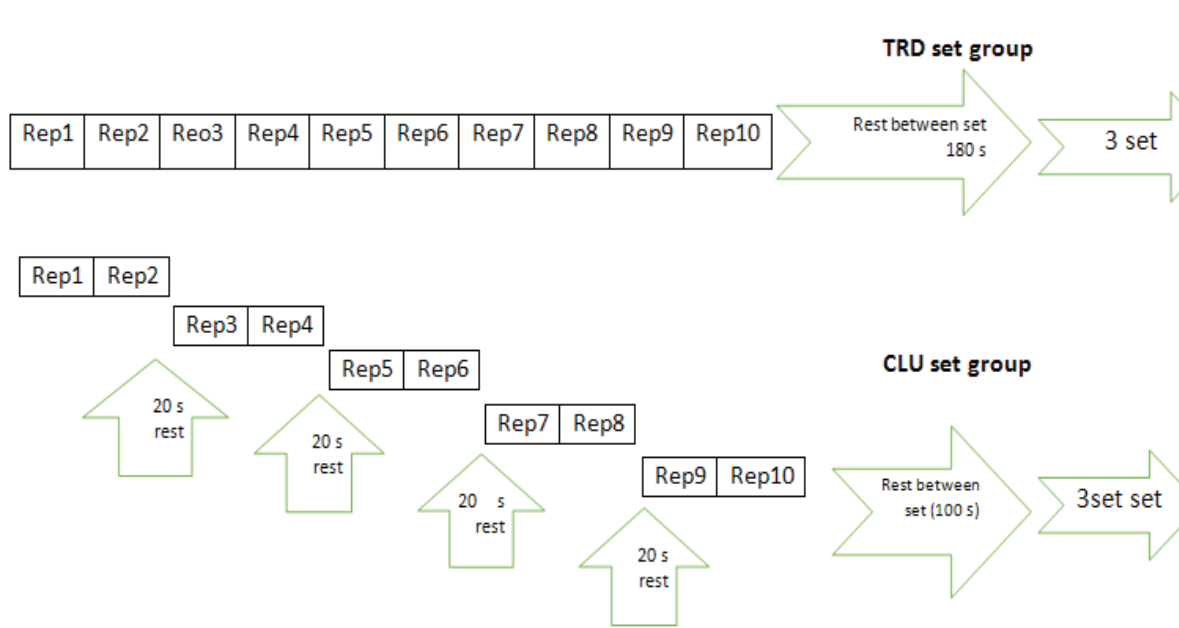 TRD set group
Rep1 Rep2 Reo3 Rep4 Rep5 Rep6 Rep7 Rep8 Rep9 Rep10
Rest between set
180 s
3 set
Rep1 Rep2
Rep3 Rep4
Rep5 Rep6
Rep7 Rep8
Rep9 Rep10
20 s
rest
20 s
rest
20 s
rest
20 s
rest
CLU set group
Rest between
set (100 s)
3set set